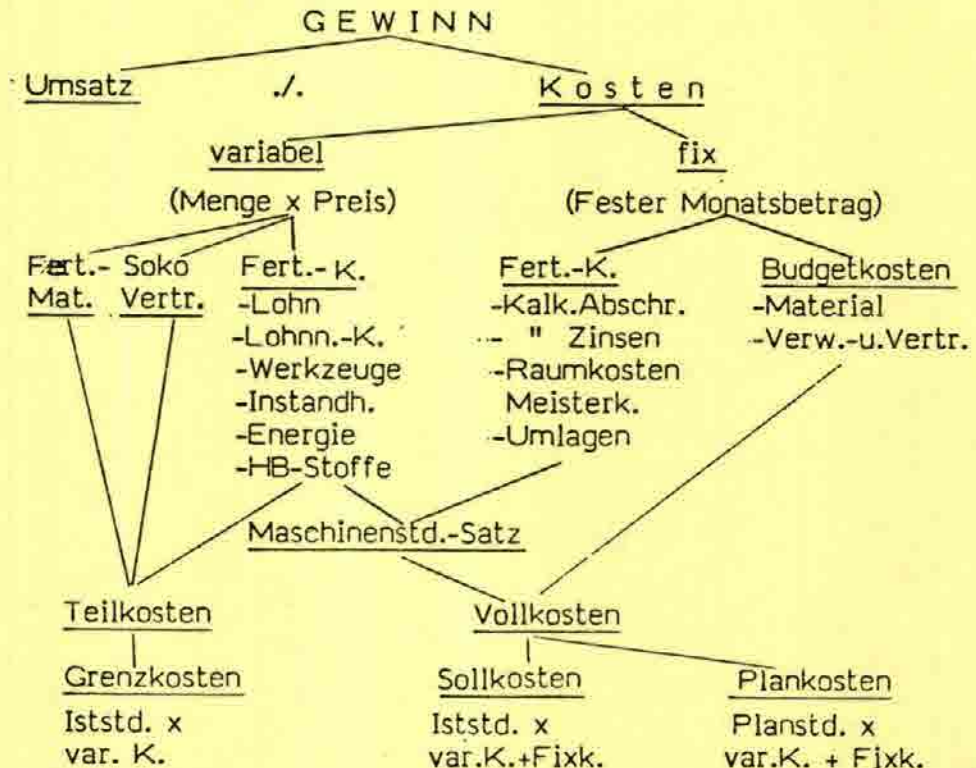 G E W I N N
Umsatz ./. K o s t e n
variabel fix
(Menge x Preis) (Fester Monatsbetrag)
Fert.- Soko Fert.-K. Fert.-K. Budgetkosten
Mat. Vertr. -Lohn -Kalk.Abschr. -Material
-Lohnn.-K. - " Zinsen -Verw.-u.Vertr.
-Werkzeuge -Raumkosten
-Instandh. Meisterk.
-Energie -Umlagen
-HB-Stoffe
Maschinenstd.-Satz
Teilkosten Vollkosten
Grenzkosten Sollkosten Plankosten
Iststd. x Iststd. x Planstd. x
var. K. var.K.+Fixk. var.K. + Fixk.